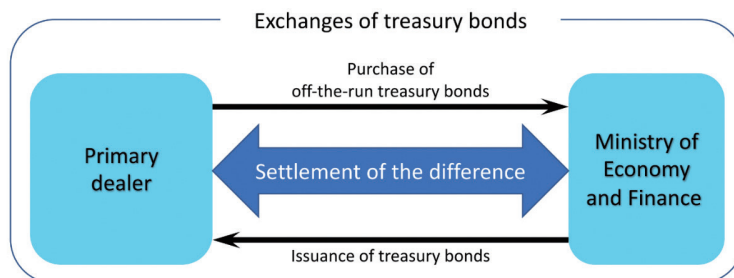 Exchanges of treasury bonds
Purchase of
off-the-run treasury bonds
Primary
dealer
Settlement of the difference
Ministry of
Economy
and Finance
Issuance of treasury bonds